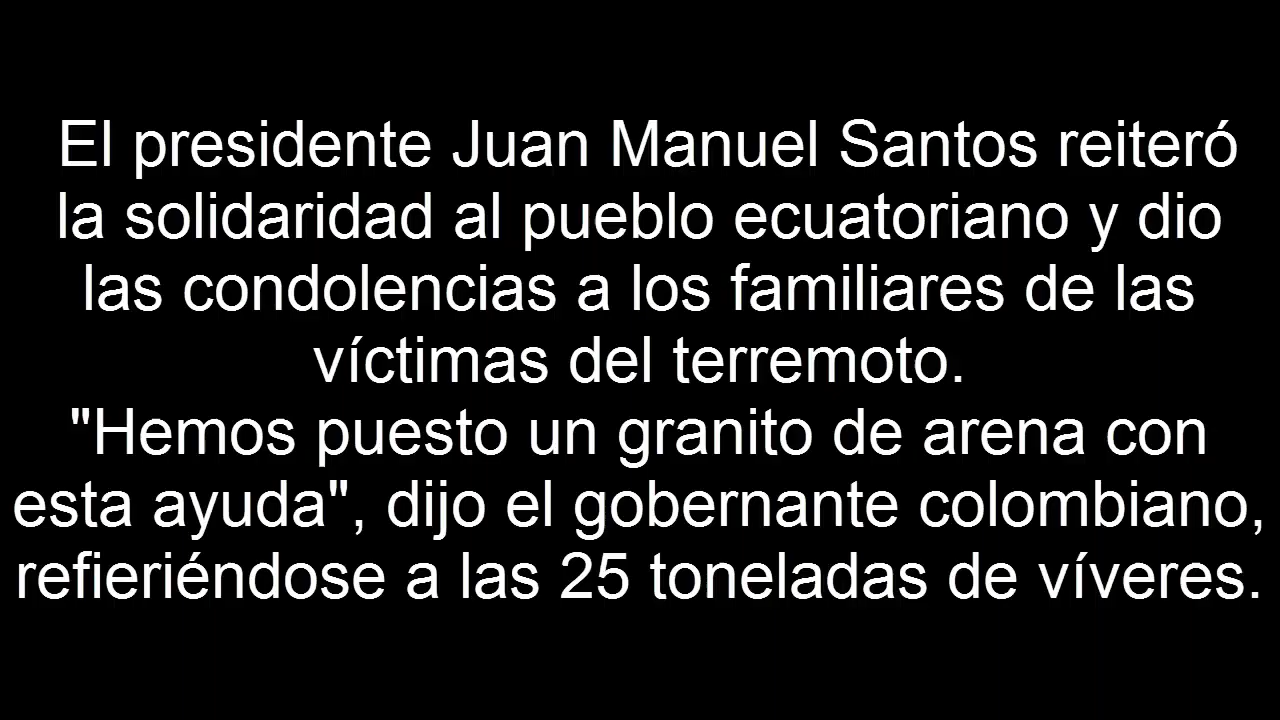 El presidente Juan Manuel Santos reiteró
la solidaridad al pueblo ecuatoriano y dio
las condolencias a los familiares de las
víctimas del terremoto.
"Hemos puesto un granito de arena con
esta ayuda", dijo el gobernante colombiano,
refieriéndose a las 25 toneladas de víveres.